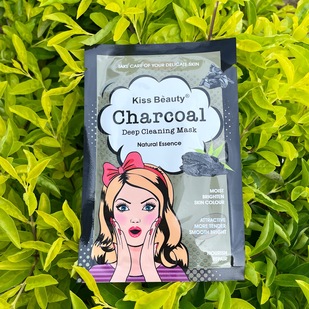 TAKE CARE OF YOUR DELICATE SKIN
Kiss Beauty®
Charcoal
Deep Cleaning Mask
Natural Essence
MOIST
BRIGHTEN
SKIN COLOUR
ATTRACTIVE
MORE TENDER
SMOOTH BRIGHT